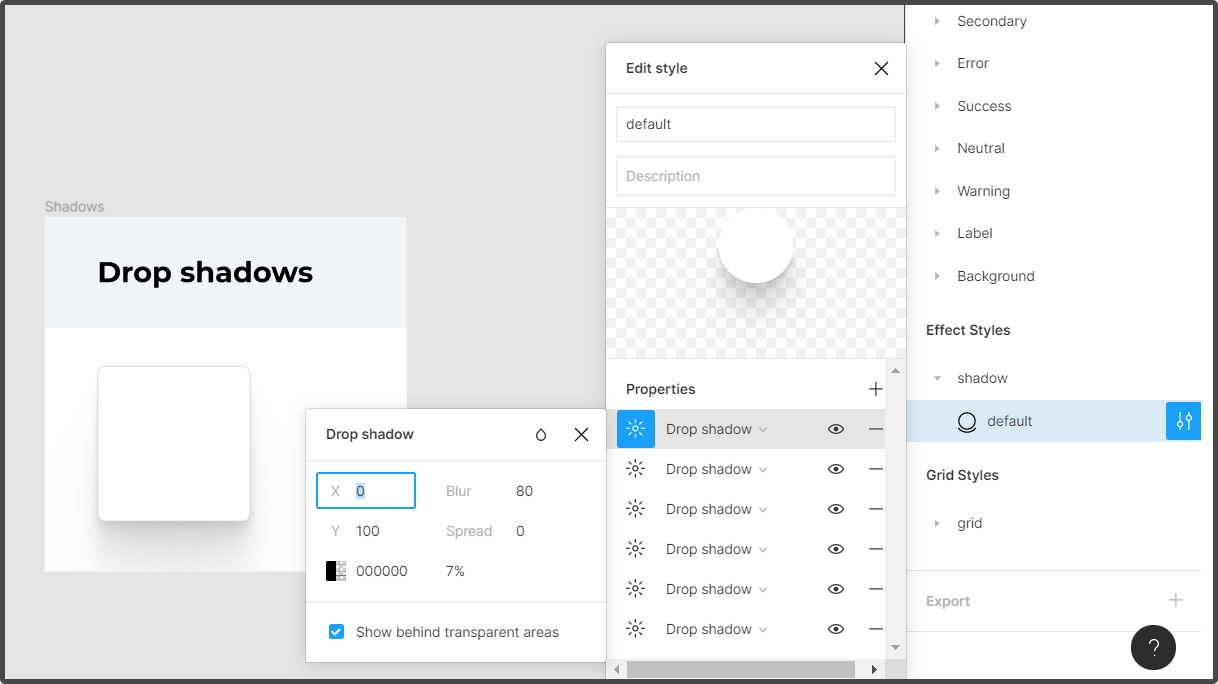 Shadows
Drop shadows
Drop shadow
X 0 Blur 80
Y 100 Spread 0
000000 7%
Show behind transparent areas
Edit style
default
Description
Properties
Drop shadow
Drop shadow
Drop shadow
Drop shadow
Drop shadow
Drop shadow
Secondary
Error
Success
Neutral
Warning
Label
Background
Effect Styles
shadow
default
Grid Styles
grid
Export
?